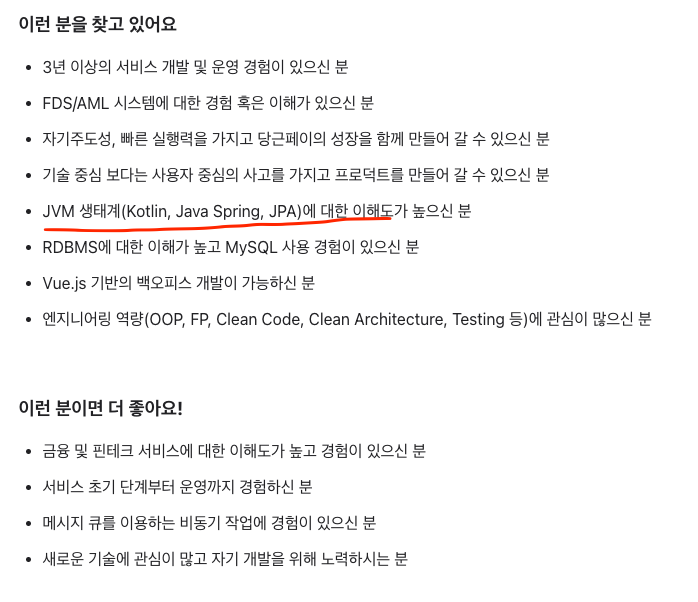 이런 분을 찾고 있어요
• 3년 이상의 서비스 개발 및 운영 경험이 있으신 분
• FDS/AML 시스템에 대한 경험 혹은 이해가 있으신 분
• 자기주도성, 빠른 실행력을 가지고 당근페이의 성장을 함께 만들어 갈 수 있으신 분
• 기술 중심 보다는 사용자 중심의 사고를 가지고 프로덕트를 만들어 갈 수 있으신 분
• JVM 생태계(Kotlin, Java Spring, JPA)에 대한 이해도가 높으신 분
• RDBMS에 대한 이해가 높고 MySQL 사용 경험이 있으신 분
• Vue.js 기반의 백오피스 개발이 가능하신 분
• 엔지니어링 역량(OOP, FP, Clean Code, Clean Architecture, Testing 등)에 관심이 많으신 분
이런 분이면 더 좋아요!
• 금융 및 핀테크 서비스에 대한 이해도가 높고 경험이 있으신 분
• 서비스 초기 단계부터 운영까지 경험하신 분
• 메시지 큐를 이용하는 비동기 작업에 경험이 있으신 분
• 새로운 기술에 관심이 많고 자기 개발을 위해 노력하시는 분